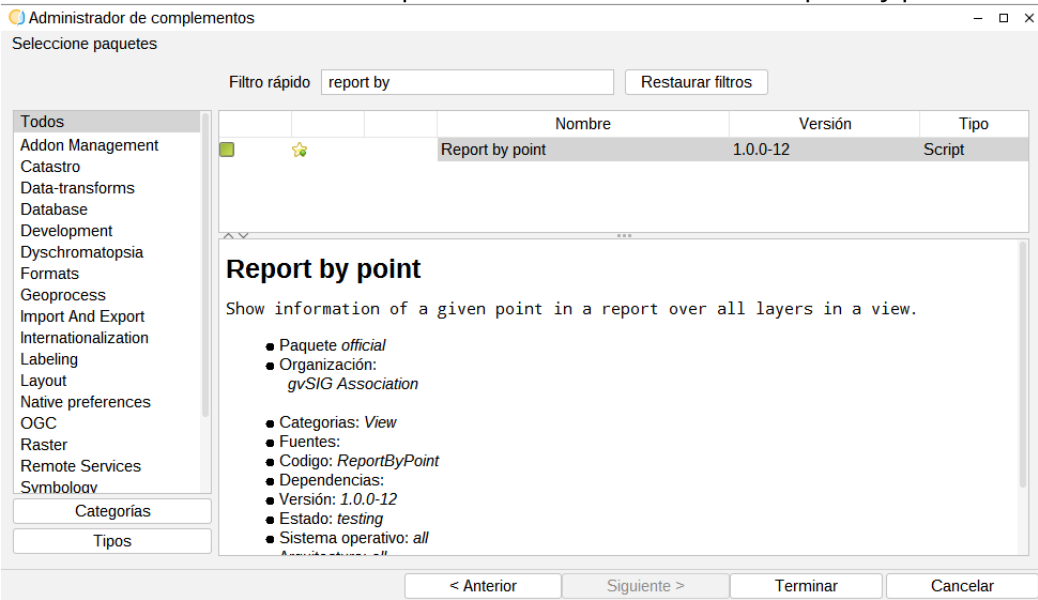 Administrador de complementos
Seleccione paquetes
Filtro rápido report by Restaurar filtros
Todos
Addon Management
Catastro
Data-transforms
Database
Development
Dyschromatopsia
Formats
Geoprocess
Import And Export
Internationalization
Labeling
Layout
Native preferences
OGC
Raster
Remote Services
Symbology
Categorías
Tipos
Nombre Versión Tipo
Report by point 1.0.0-12 Script
Report by point
Show information of a given point in a report over all layers in a view.
Paquete official
Organización:
gvSIG Association
Categorias: View
Fuentes:
Codigo: ReportByPoint
Dependencias:
Versión: 1.0.0-12
Estado: testing
Sistema operativo: all
Arquitectura: all
< Anterior Siguiente > Terminar Cancelar